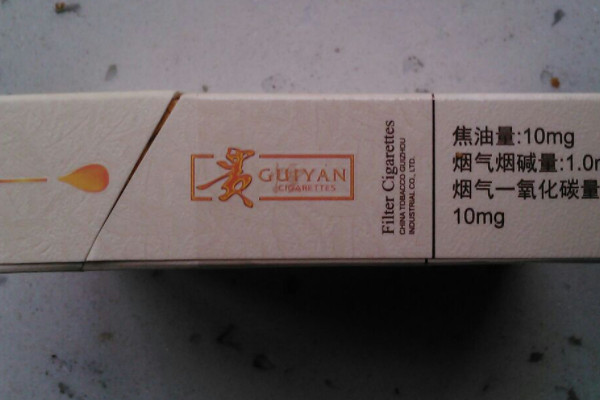 贵
GUIYAN
CIGARETTES
Filter Cigarettes
CHINA TOBACCO GUIZHOU
INDUSTRIAL CO., LTD.
焦油量:10mg
烟气烟碱量:1.0m
烟气一氧化碳量
10mg